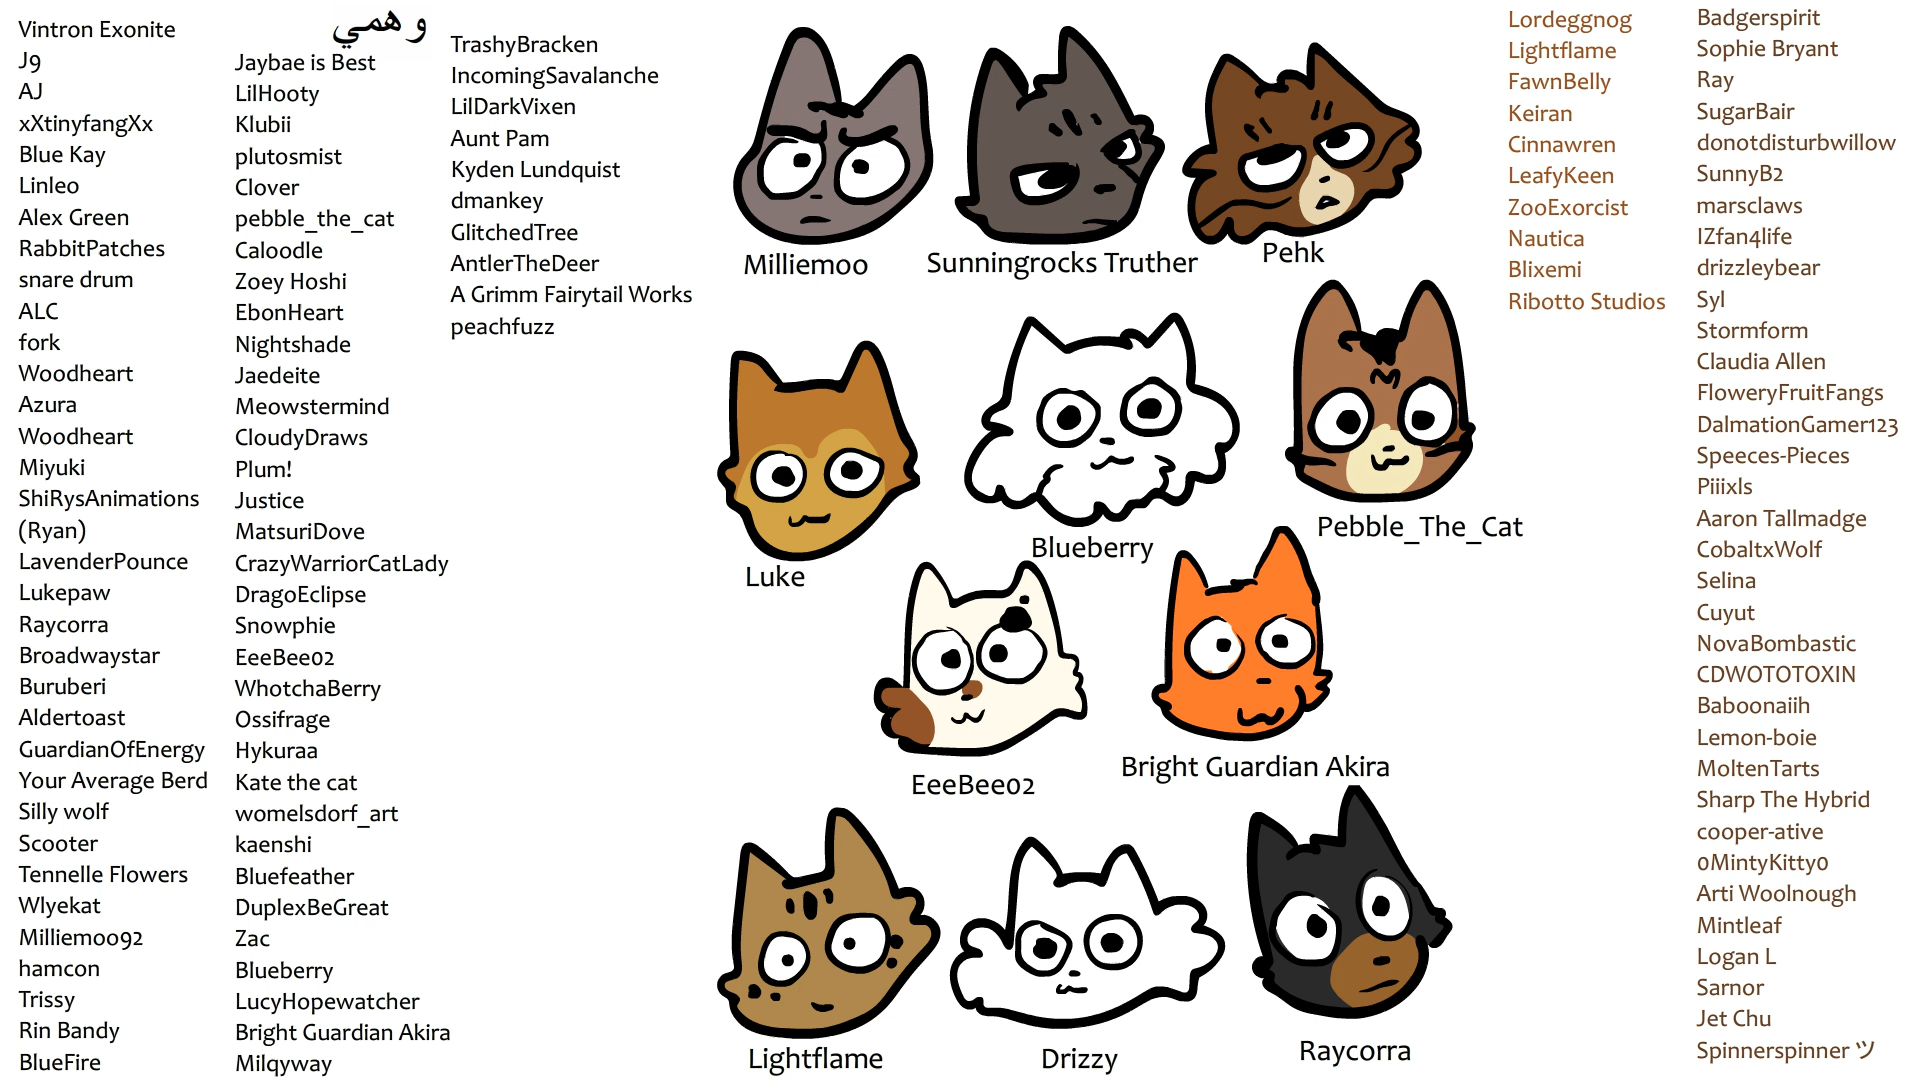 Vintron Exonite
J9
AJ
xXtinyfangXx
Blue Kay
Linleo
Alex Green
RabbitPatches
snare drum
ALC
fork
Woodheart
Azura
Woodheart
Miyuki
ShiRysAnimations
(Ryan)
LavenderPounce
Lukepaw
Raycorra
Broadwaystar
Buruberi
Aldertoast
GuardianOfEnergy
Your Average Berd
Silly wolf
Scooter
Tennelle Flowers
Wlyekat
Milliemoo92
hamcon
Trissy
Rin Bandy
BlueFire
وهمي
Jaybae is Best
LilHooty
Klubii
plutosmist
Clover
pebble_the_cat
Caloodle
Zoey Hoshi
EbonHeart
Nightshade
Jaedeite
Meowstermind
CloudyDraws
Plum!
Justice
MatsuriDove
CrazyWarriorCatLady
DragoEclipse
Snowphie
EeeBee02
WhotchaBerry
Ossifrage
Hykuraa
Kate the cat
womelsdorf_art
kaenshi
Bluefeather
DuplexBeGreat
Zac
Blueberry
LucyHopewatcher
Bright Guardian Akira
Milqyway
TrashyBracken
IncomingSavalanche
LilDarkVixen
Aunt Pam
Kyden Lundquist
dmankey
GlitchedTree
AntlerTheDeer
A Grimm Fairytail Works
peachfuzz
Milliemoo
Sunningrocks Truther
Pehk
Luke
Blueberry
Pebble_The_Cat
EeeBee02
Bright Guardian Akira
Lightflame
Drizzy
Raycorra
Lordeggnog
Lightflame
FawnBelly
Keiran
Cinnawren
LeafyKeen
ZooExorcist
Nautica
Blixemi
Ribotto Studios
Badgerspirit
Sophie Bryant
Ray
SugarBair
donotdisturbwillow
SunnyB2
marsclaws
IZfan4life
drizzleybear
Syl
Stormform
Claudia Allen
FloweryFruitFangs
DalmationGamer123
Speeces-Pieces
Piiixls
Aaron Tallmadge
CobaltxWolf
Selina
Cuyut
NovaBombastic
CDWOTOTOXIN
Baboonaiih
Lemon-boie
MoltenTarts
Sharp The Hybrid
cooper-ative
0MintyKitty0
Arti Woolnough
Mintleaf
Logan L
Sarnor
Jet Chu
Spinnerspinner ツ